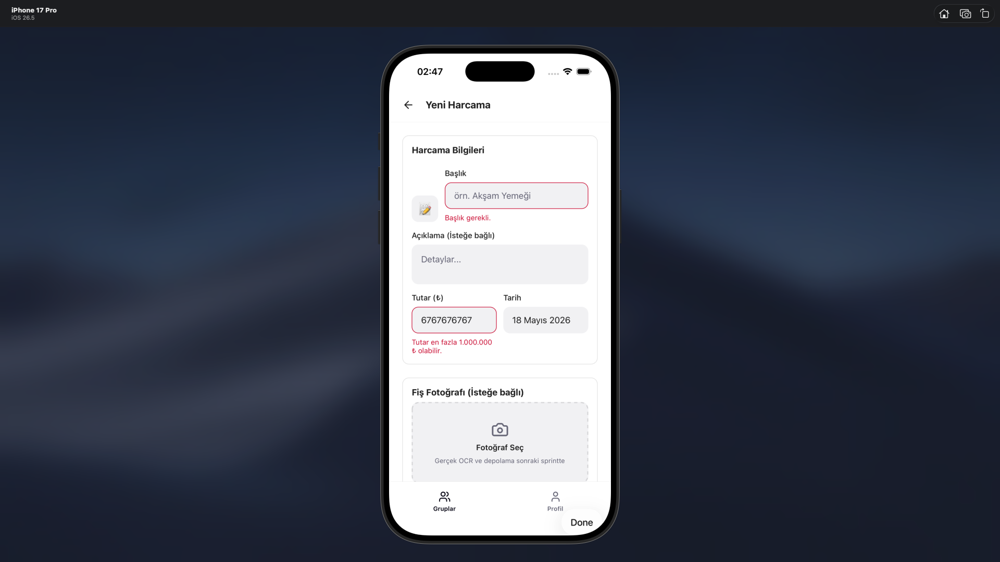 iPhone 17 Pro
iOS 26.5
02:47
Yeni Harcama
Harcama Bilgileri
Başlık
örn. Akşam Yemeği
Başlık gerekli.
Açıklama (İsteğe bağlı)
Detaylar...
Tutar (₺)
Tarih
6767676767
18 Mayıs 2026
Tutar en fazla 1.000.000
₺ olabilir.
Fiş Fotoğrafı (İsteğe bağlı)
Fotoğraf Seç
Gerçek OCR ve depolama sonraki sprintte
Gruplar
Profil
Done